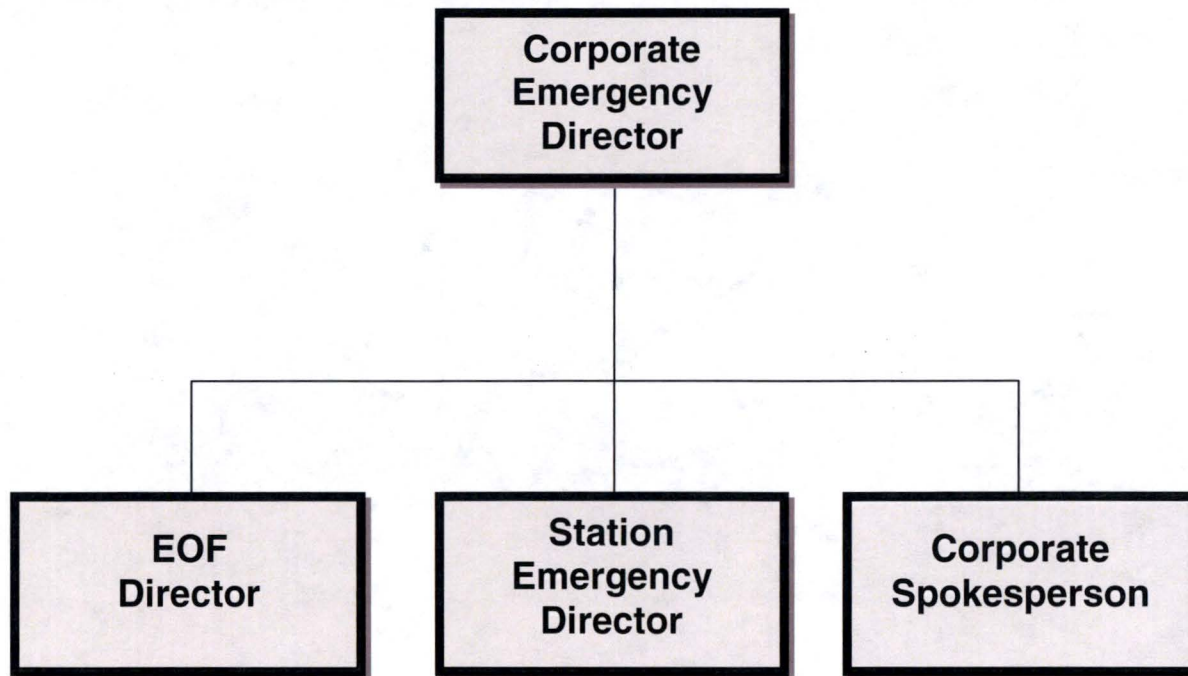 Corporate
Emergency
Director
EOF
Director
Station
Emergency
Director
Corporate
Spokesperson